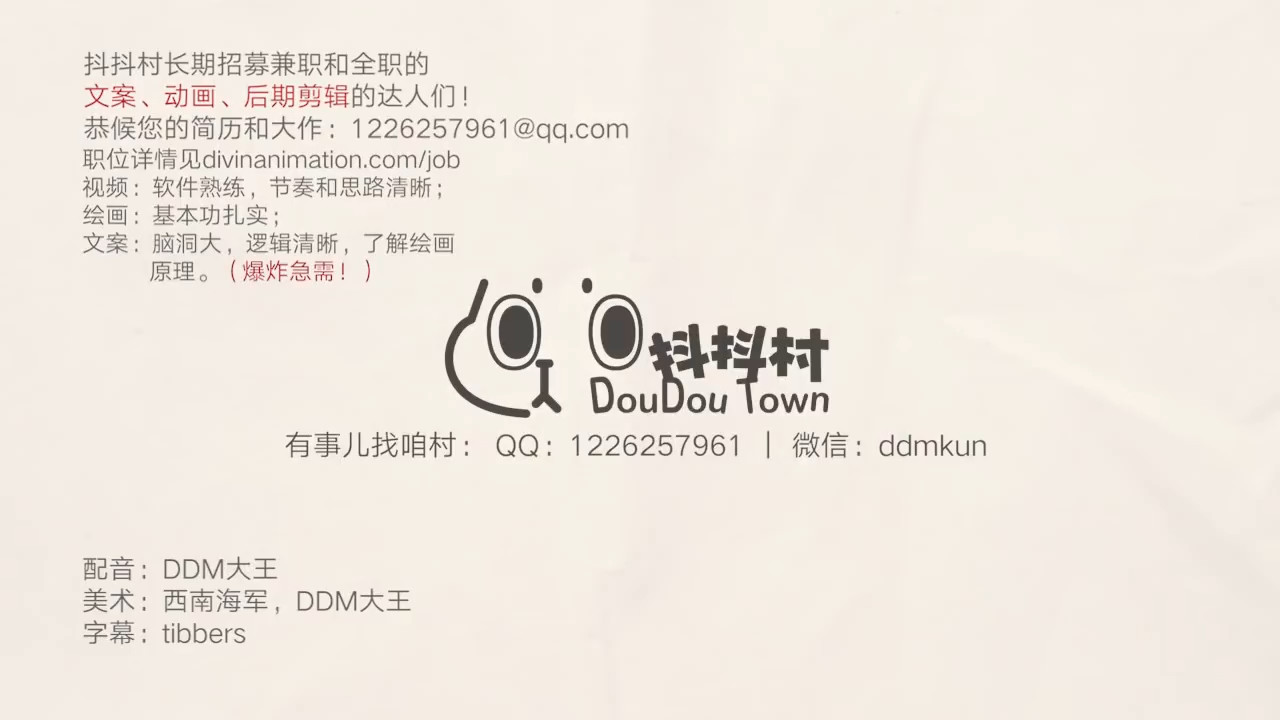 抖抖村长期招募兼职和全职的
文案、动画、后期剪辑的达人们！
恭候您的简历和大作：1226257961@qq.com
职位详情见divinanimation.com/job
视频：软件熟练，节奏和思路清晰；
绘画：基本功扎实；
文案：脑洞大，逻辑清晰，了解绘画
原理。（爆炸急需！）
抖抖村
DouDou Town
有事儿找咱村： QQ：1226257961 | 微信：ddmkun
配音：DDM大王
美术：西南海军，DDM大王
字幕：tibbers